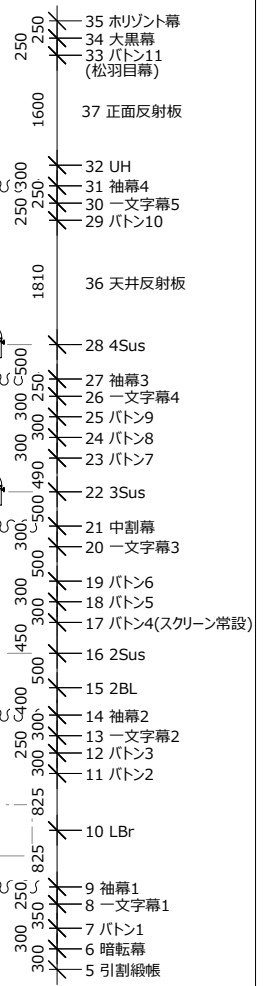 35 ホリゾント幕
250
34 大黒幕
250
33 バトン11
(松羽目幕)
1600
37 正面反射板
32 UH
300
31 袖幕4
250
30 一文字幕5
250
29 バトン10
1810
36 天井反射板
28 4Sus
500
27 袖幕3
250
26 一文字幕4
300
25 バトン9
300
24 バトン8
300
23 バトン7
490
22 3Sus
500
21 中割幕
300
20 一文字幕3
500
19 バトン6
300
18 バトン5
300
17 バトン4(スクリーン常設)
450
16 2Sus
500
15 2BL
400
14 袖幕2
300
13 一文字幕2
250
12 バトン3
300
11 バトン2
825
10 LBr
825
9 袖幕1
250
8 一文字幕1
350
7 バトン1
300
6 暗転幕
300
5 引割緞帳